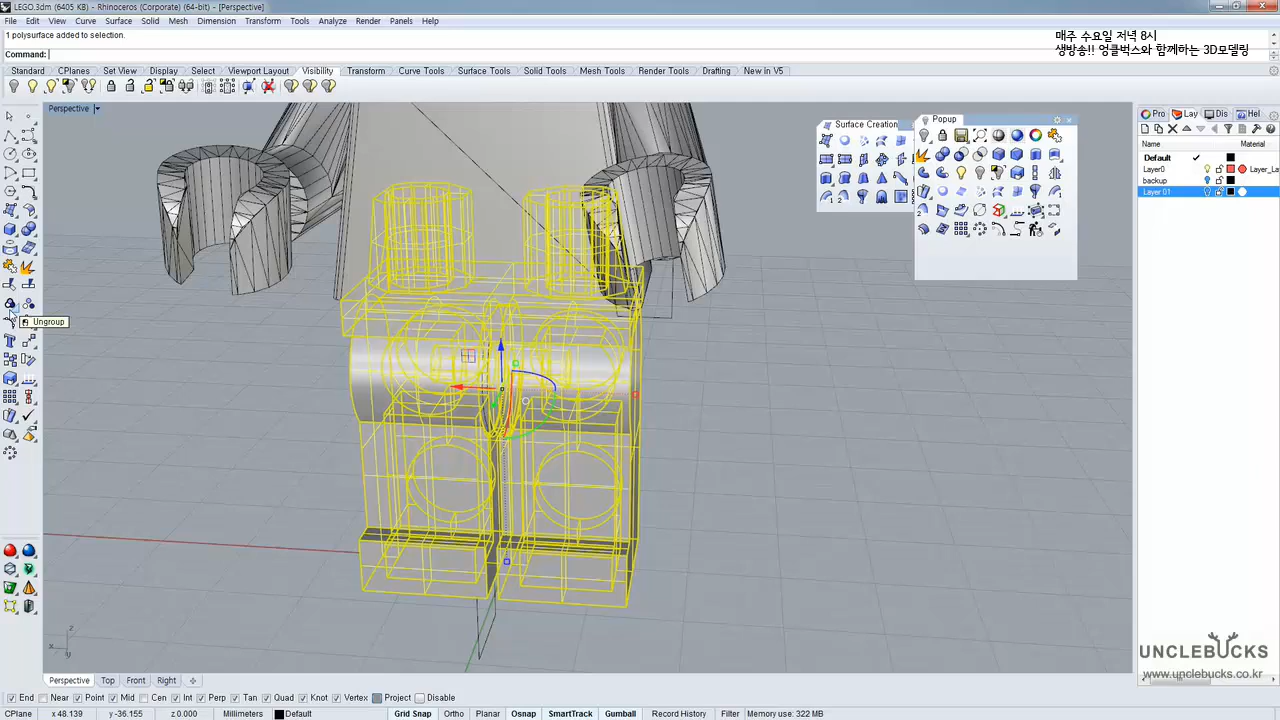 LEGO.3dm (6405 KB) - Rhinoceros (Corporate) (64-bit) - [Perspective]
File Edit View Curve Surface Solid Mesh Dimension Transform Tools Analyze Render Panels Help
1 polysurface added to selection.
매주 수요일 저녁 8시
Command:
생방송!! 엉클벅스와 함께하는 3D모델링
Standard CPlanes Set View Display Select Viewport Layout Visibility Transform Curve Tools Surface Tools Solid Tools Mesh Tools Render Tools Drafting New in V5
Perspective
Surface Creation
Popup
Pro Lay Dis Hel
Name Material
Default
Layer0 Layer_La
backup
Layer 01
Ungroup
z
x
y
UNCLEBUCKS
www.unclebucks.co.kr
Perspective Top Front Right
End Near Point Mid Cen Int Perp Tan Quad Knot Vertex Project Disable
CPlane x 48.139 y -36.155 z 0.000 Millimeters Default Grid Snap Ortho Planar Osnap SmartTrack Gumball Record History Filter Memory use: 322 MB